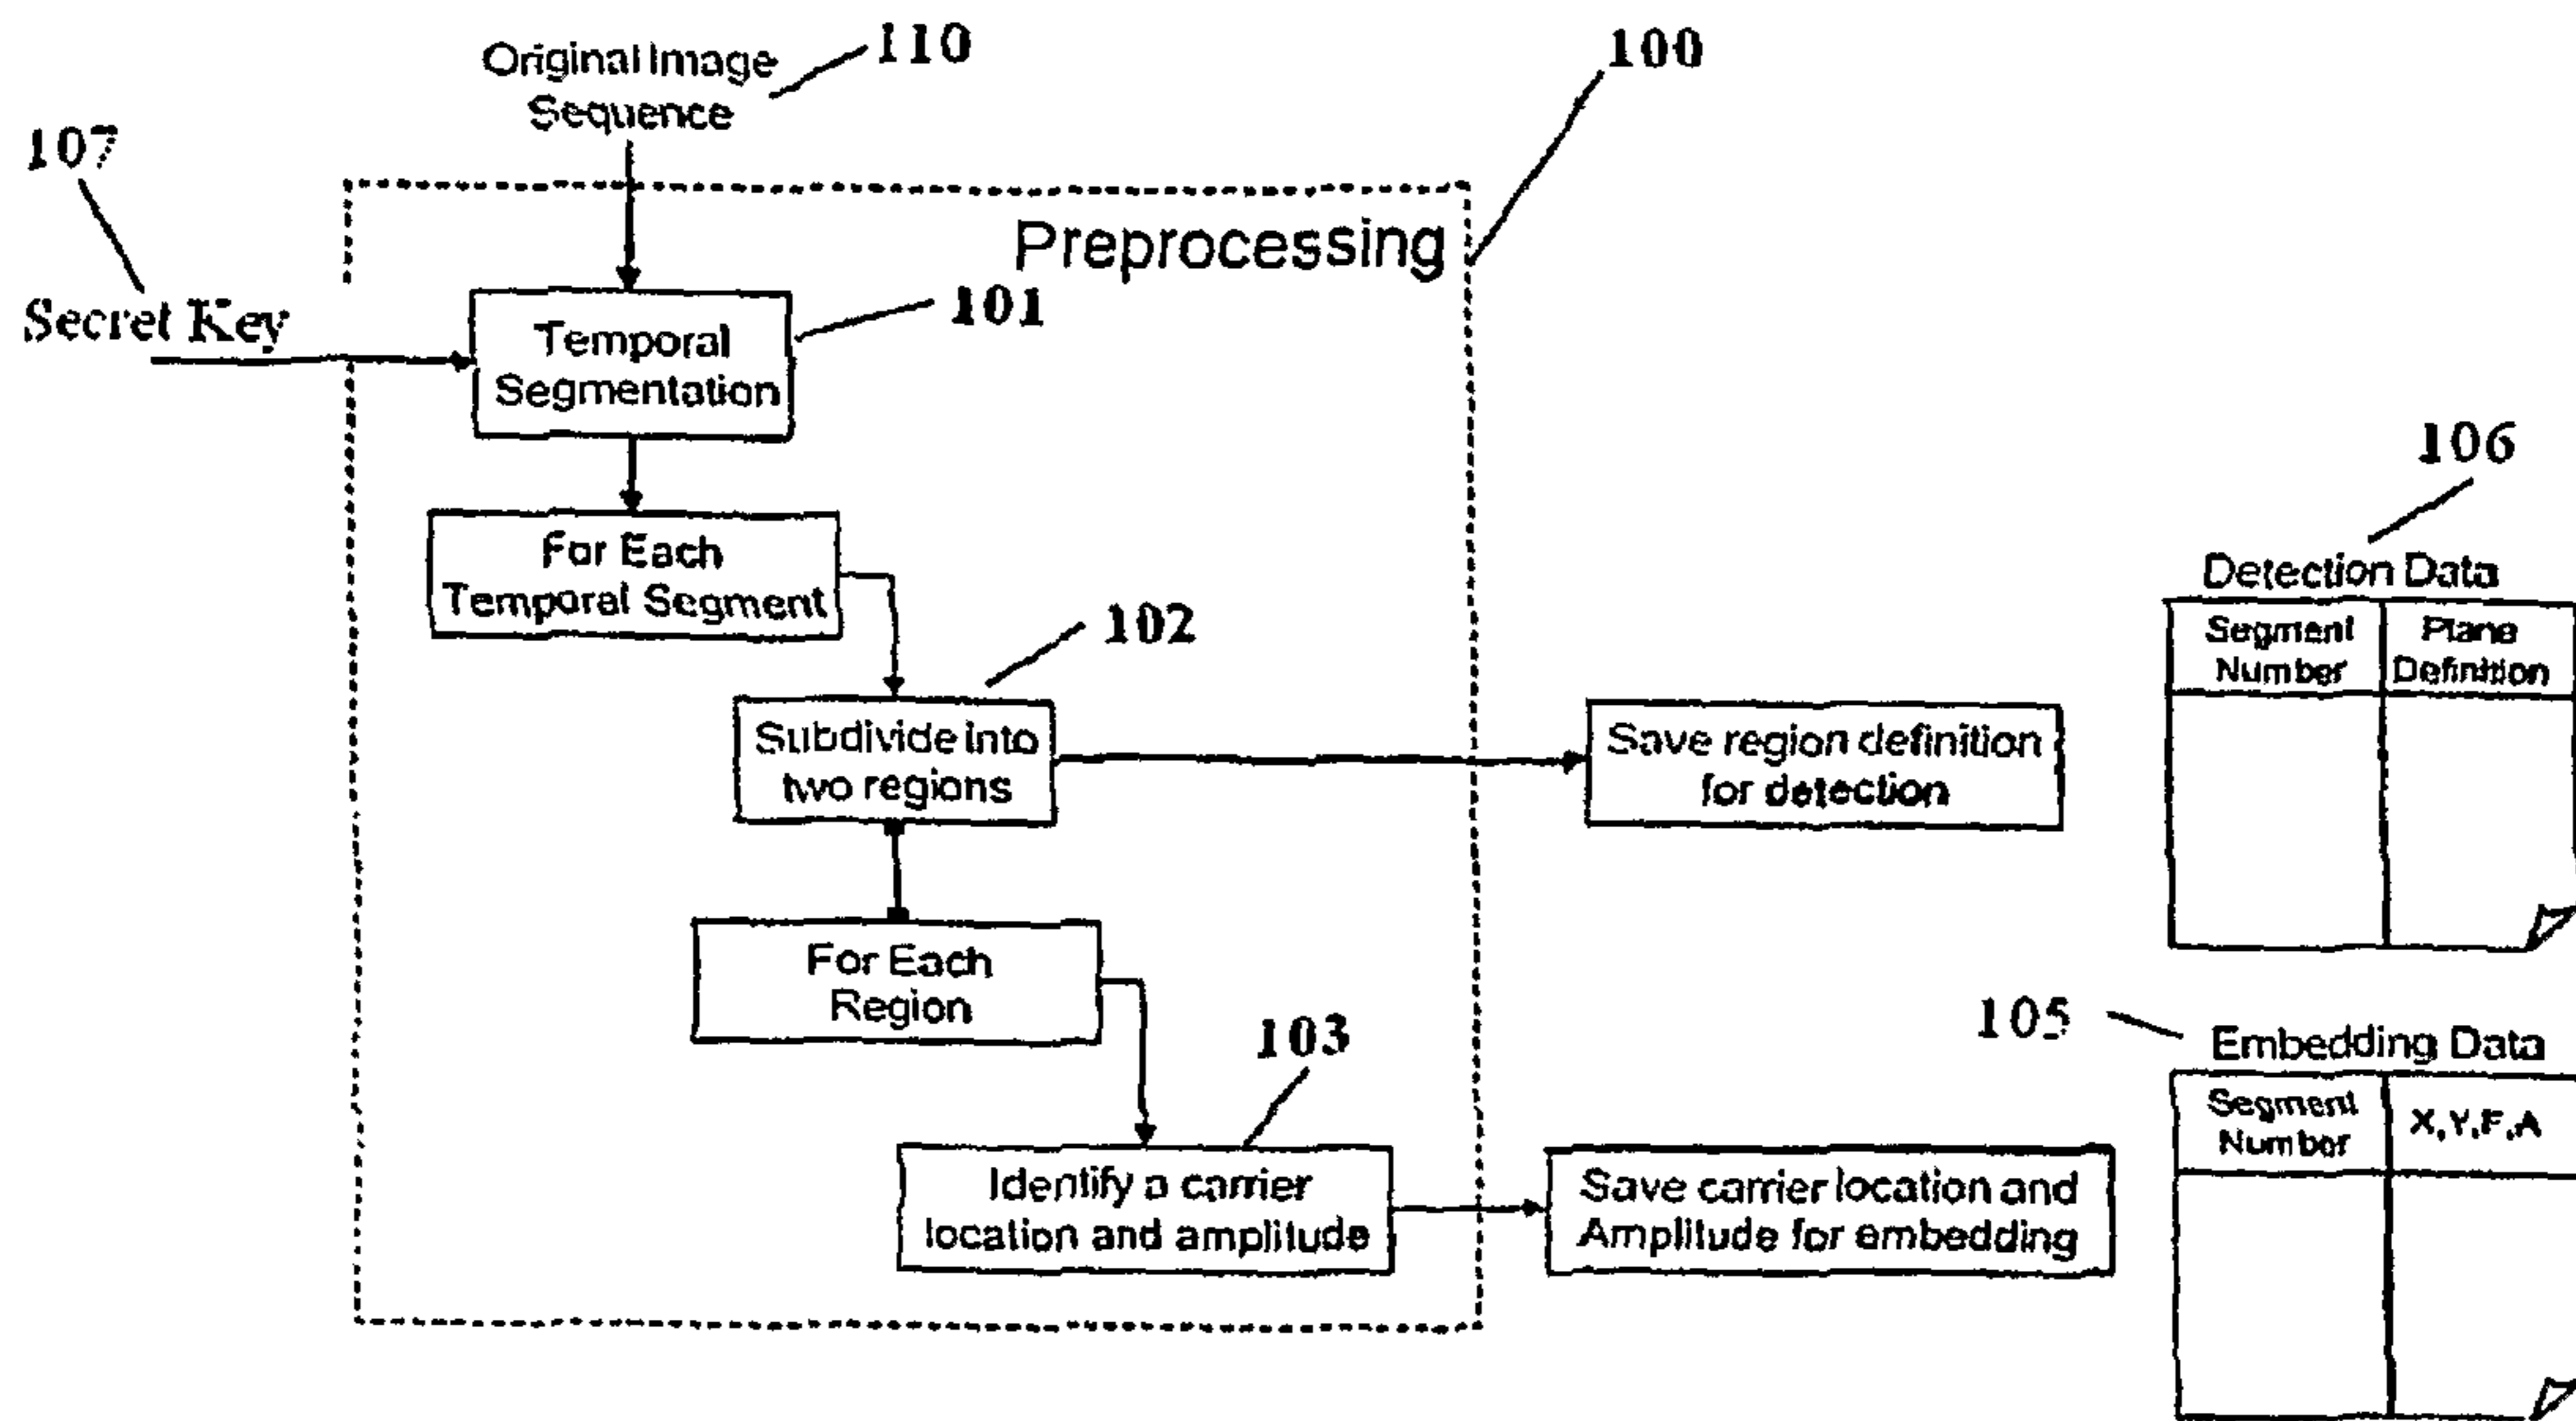 Original Image
Sequence
110
100
107
Preprocessing
Secret Key
101
Temporal
Segmentation
106
For Each
Temporal Segment
Detection Data
102
Segment
Number
Plane
Definition
Subdivide into
two regions
Save region definition
for detection
For Each
Region
105
103
Embedding Data
Segment
Number
X,Y,F,A
Identify a carrier
location and amplitude
Save carrier location and
Amplitude for embedding